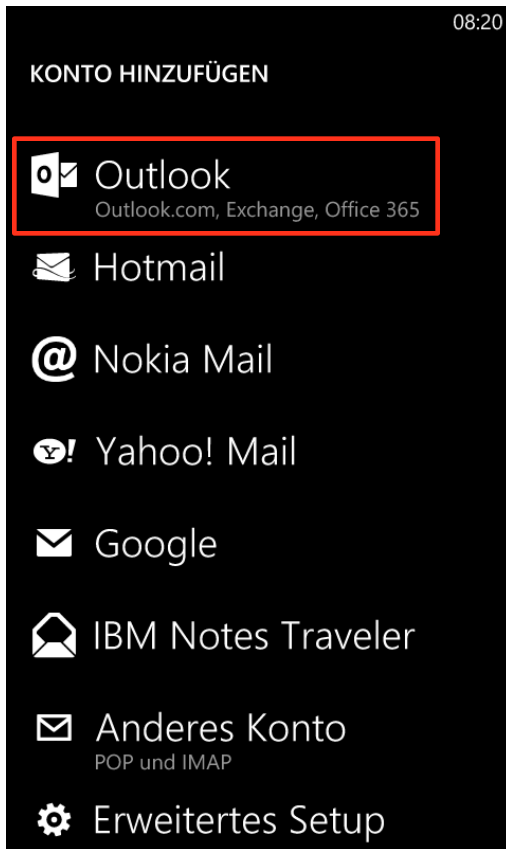 08:20
KONTO HINZUFÜGEN
Outlook
Outlook.com, Exchange, Office 365
Hotmail
Nokia Mail
Yahoo! Mail
Google
IBM Notes Traveler
Anderes Konto
POP und IMAP
Erweitertes Setup